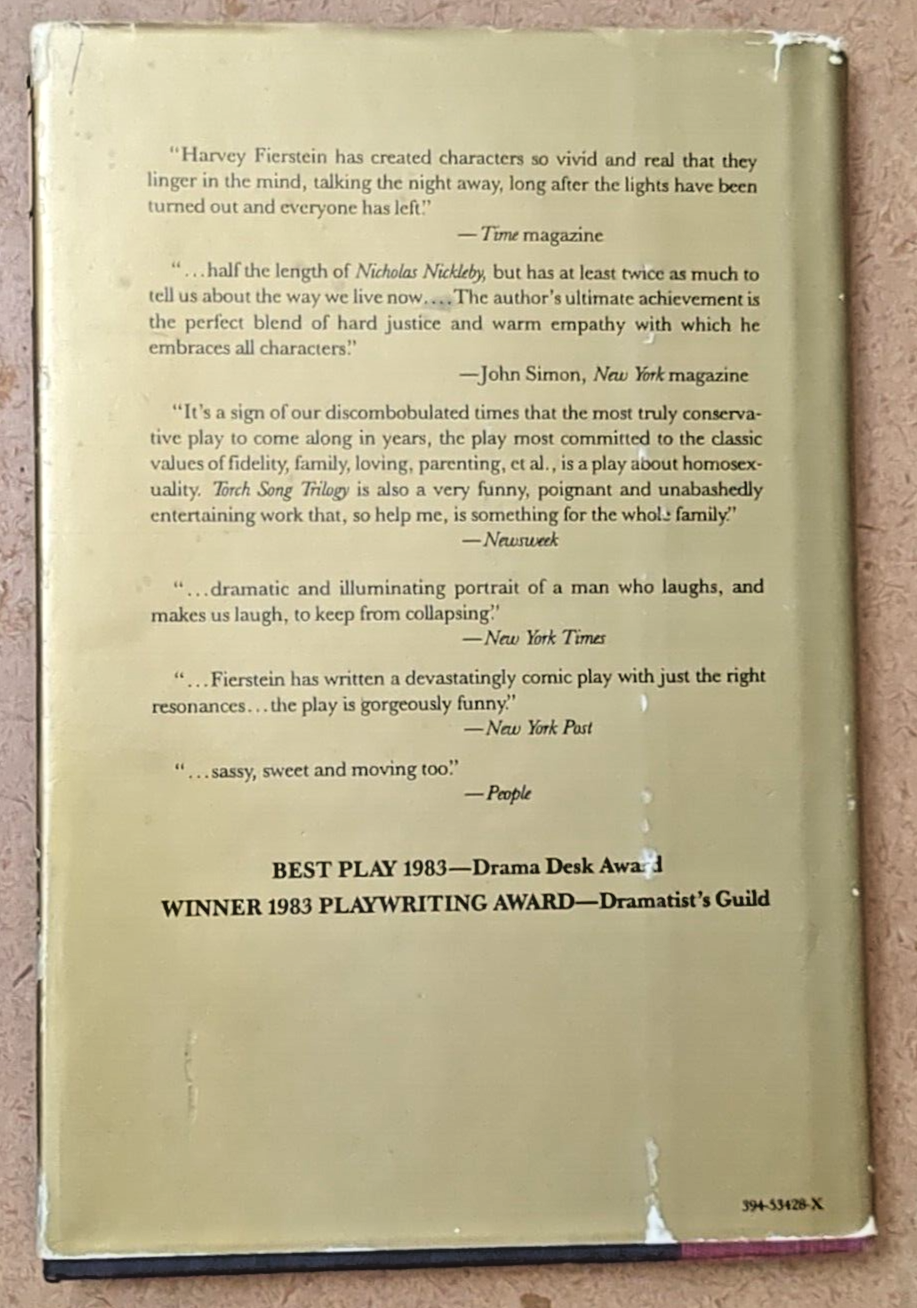 “Harvey Fierstein has created characters so vivid and real that they
linger in the mind, talking the night away, long after the lights have been
turned out and everyone has left.”
— Time magazine
“...half the length of Nicholas Nickleby, but has at least twice as much to
tell us about the way we live now....The author’s ultimate achievement is
the perfect blend of hard justice and warm empathy with which he
embraces all characters.”
—John Simon, New York magazine
“It’s a sign of our discombobulated times that the most truly conserva-
tive play to come along in years, the play most committed to the classic
values of fidelity, family, loving, parenting, et al., is a play about homosex-
uality. Torch Song Trilogy is also a very funny, poignant and unabashedly
entertaining work that, so help me, is something for the whole family.”
—Newsweek
“...dramatic and illuminating portrait of a man who laughs, and
makes us laugh, to keep from collapsing.”
—New York Times
“...Fierstein has written a devastatingly comic play with just the right
resonances...the play is gorgeously funny.”
—New York Post
“...sassy, sweet and moving too.”
—People
BEST PLAY 1983—Drama Desk Award
WINNER 1983 PLAYWRITING AWARD—Dramatist’s Guild
394-53428-X